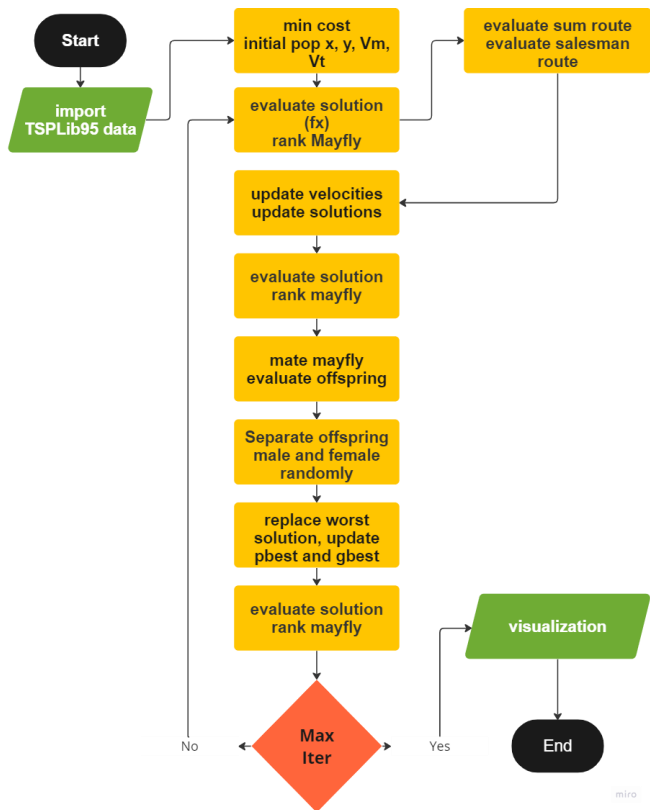 Start
import
TSPLib95 data
min cost
initial pop x, y, Vm,
Vt
evaluate solution
(fx)
rank Mayfly
evaluate sum route
evaluate salesman
route
update velocities
update solutions
evaluate solution
rank mayfly
mate mayfly
evaluate offspring
Separate offspring
male and female
randomly
replace worst
solution, update
pbest and gbest
evaluate solution
rank mayfly
Max
Iter
No
Yes
visualization
End
miro